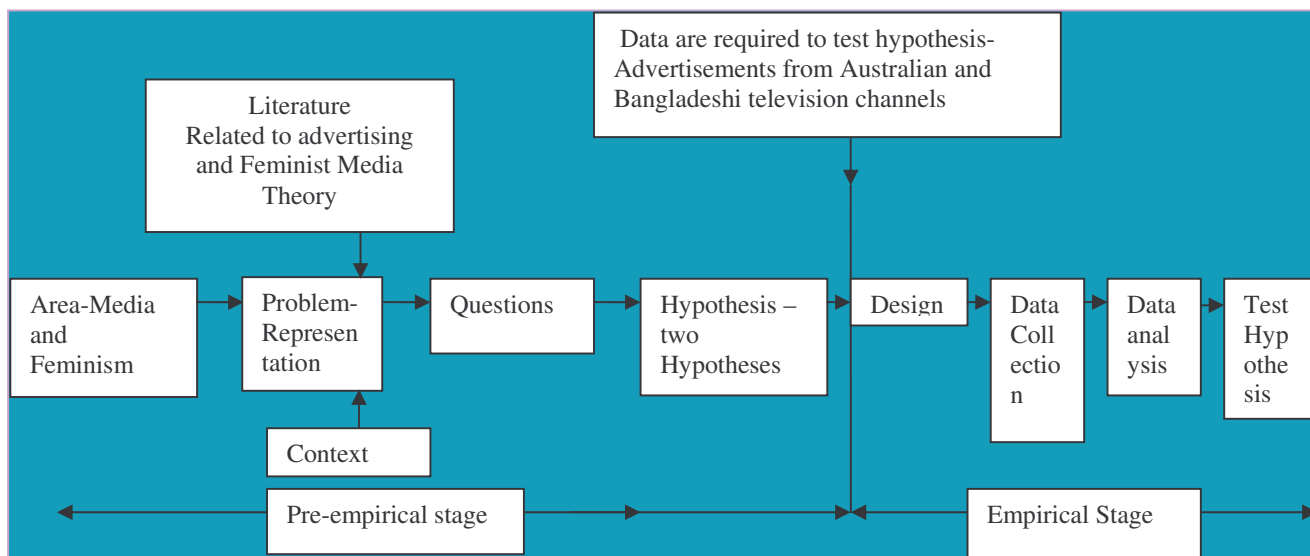 Data are required to test hypothesis-
Advertisements from Australian and
Bangladeshi television channels
Literature
Related to advertising
and Feminist Media
Theory
Area-Media
and
Feminism
Problem-
Represen
tation
Questions
Hypothesis –
two
Hypotheses
Design
Data
Coll
ectio
n
Data
anal
ysis
Test
Hyp
othe
sis
Context
Pre-empirical stage
Empirical Stage